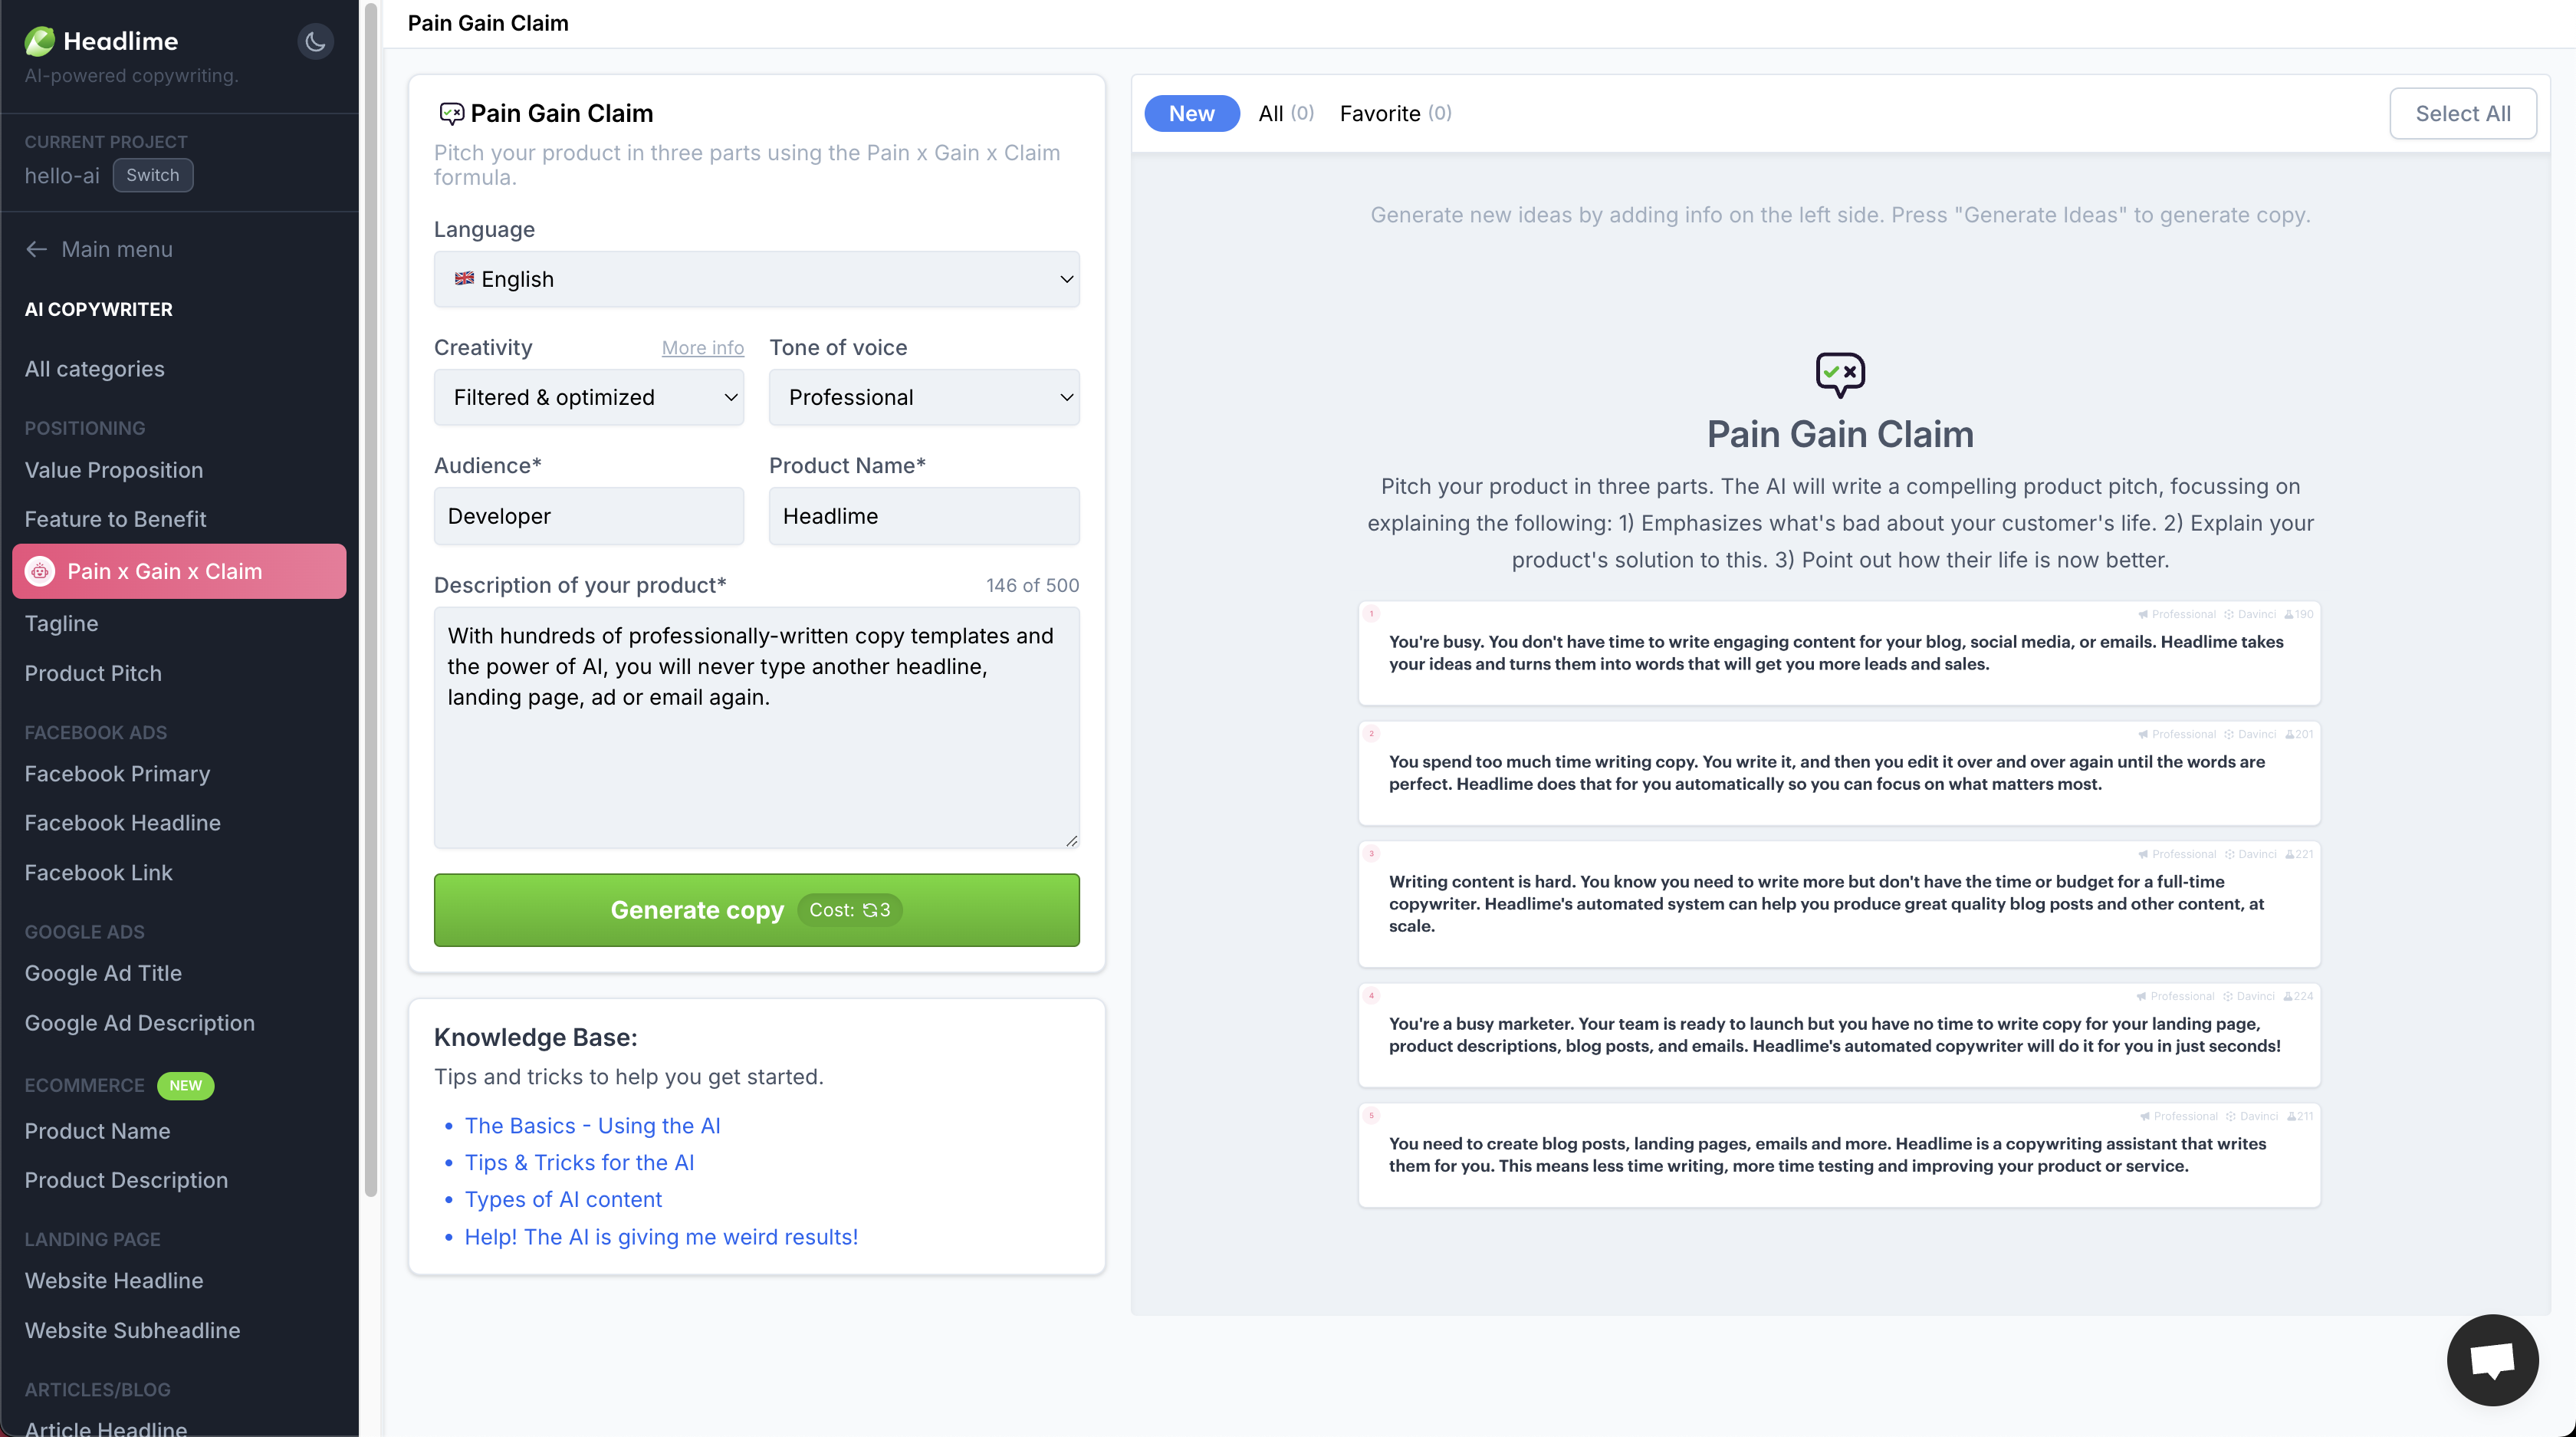 Headlime
AI-powered copywriting.
CURRENT PROJECT
hello-ai
Switch
Main menu
AI COPYWRITER
All categories
POSITIONING
Value Proposition
Feature to Benefit
Pain x Gain x Claim
Tagline
Product Pitch
FACEBOOK ADS
Facebook Primary
Facebook Headline
Facebook Link
GOOGLE ADS
Google Ad Title
Google Ad Description
ECOMMERCE NEW
Product Name
Product Description
LANDING PAGE
Website Headline
Website Subheadline
ARTICLES/BLOG
Article Headline
Pain Gain Claim
Pain Gain Claim
Pitch your product in three parts using the Pain x Gain x Claim
formula.
Language
English
Creativity More info Tone of voice
Filtered & optimized Professional
Audience* Product Name*
Developer Headlime
Description of your product* 146 of 500
With hundreds of professionally-written copy templates and
the power of AI, you will never type another headline,
landing page, ad or email again.
Generate copy Cost: 3
Knowledge Base:
Tips and tricks to help you get started.
• The Basics - Using the AI
• Tips & Tricks for the AI
• Types of AI content
• Help! The AI is giving me weird results!
New All (0) Favorite (0) Select All
Generate new ideas by adding info on the left side. Press "Generate Ideas" to generate copy.
Pain Gain Claim
Pitch your product in three parts. The AI will write a compelling product pitch, focussing on
explaining the following: 1) Emphasizes what's bad about your customer's life. 2) Explain your
product's solution to this. 3) Point out how their life is now better.
1 Professional Davinci 190
You're busy. You don't have time to write engaging content for your blog, social media, or emails. Headlime takes
your ideas and turns them into words that will get you more leads and sales.
2 Professional Davinci 201
You spend too much time writing copy. You write it, and then you edit it over and over again until the words are
perfect. Headlime does that for you automatically so you can focus on what matters most.
3 Professional Davinci 221
Writing content is hard. You know you need to write more but don't have the time or budget for a full-time
copywriter. Headlime's automated system can help you produce great quality blog posts and other content, at
scale.
4 Professional Davinci 224
You're a busy marketer. Your team is ready to launch but you have no time to write copy for your landing page,
product descriptions, blog posts, and emails. Headlime's automated copywriter will do it for you in just seconds!
5 Professional Davinci 211
You need to create blog posts, landing pages, emails and more. Headlime is a copywriting assistant that writes
them for you. This means less time writing, more time testing and improving your product or service.